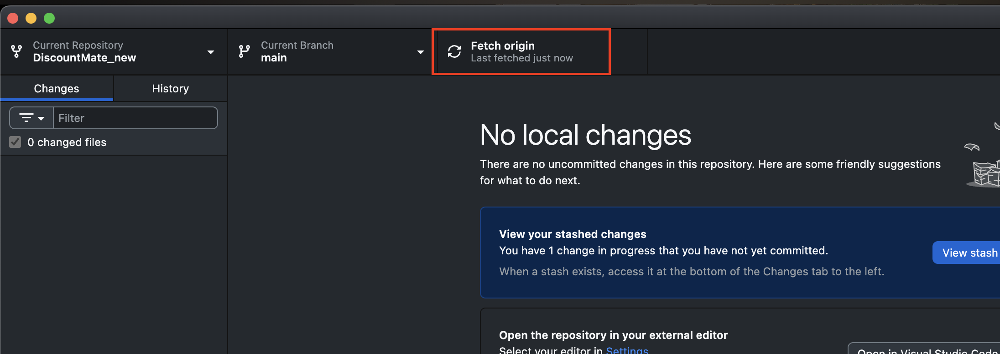 Current Repository
DiscountMate_new
Current Branch
main
Fetch origin
Last fetched just now
Changes
History
Filter
0 changed files
No local changes
There are no uncommitted changes in this repository. Here are some friendly suggestions
for what to do next.
View your stashed changes
You have 1 change in progress that you have not yet committed.
View stash
When a stash exists, access it at the bottom of the Changes tab to the left.
Open the repository in your external editor
Select your editor in Settings
Open in Visual Studio Code